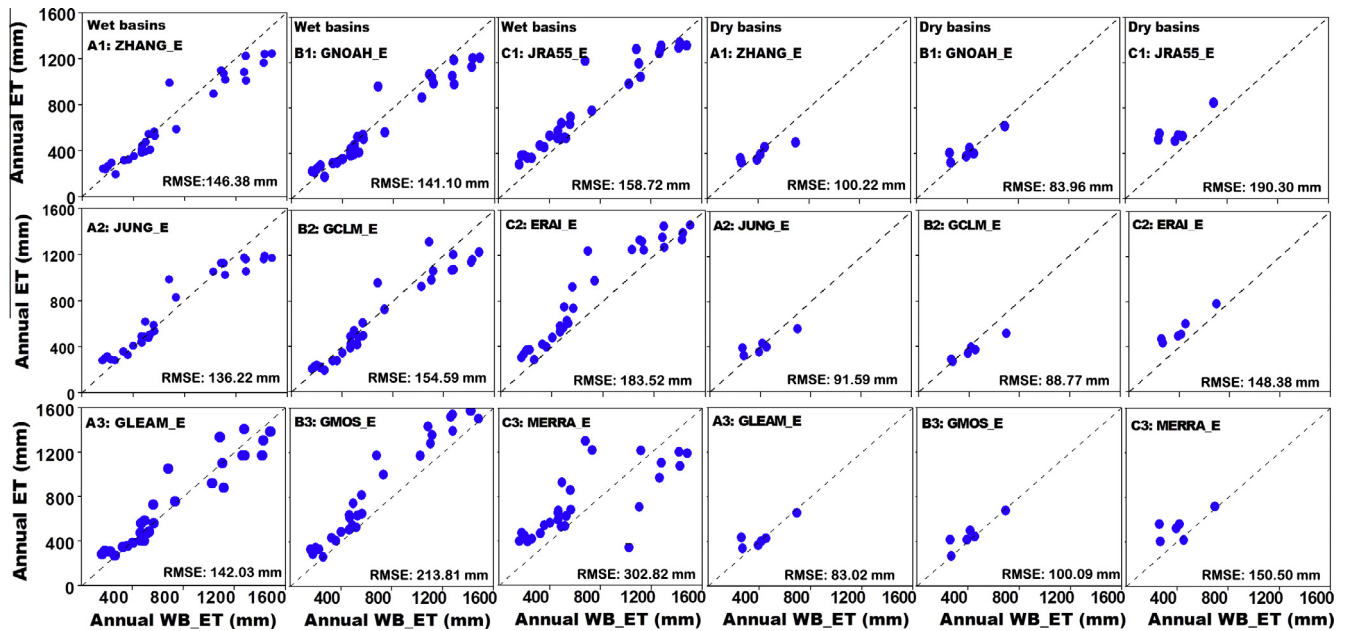 Wet basins
A1: ZHANG_E
RMSE:146.38 mm
Wet basins
B1: GNOAH_E
RMSE: 141.10 mm
Wet basins
C1: JRA55_E
RMSE: 158.72 mm
Dry basins
A1: ZHANG_E
RMSE: 100.22 mm
Dry basins
B1: GNOAH_E
RMSE: 83.96 mm
Dry basins
C1: JRA55_E
RMSE: 190.30 mm
Annual ET (mm)
1600
1200
800
400
0
A2: JUNG_E
RMSE: 136.22 mm
B2: GCLM_E
RMSE: 154.59 mm
C2: ERAI_E
RMSE: 183.52 mm
A2: JUNG_E
RMSE: 91.59 mm
B2: GCLM_E
RMSE: 88.77 mm
C2: ERAI_E
RMSE: 148.38 mm
Annual ET (mm)
1600
1200
800
400
0
A3: GLEAM_E
RMSE: 142.03 mm
B3: GMOS_E
RMSE: 213.81 mm
C3: MERRA_E
RMSE: 302.82 mm
A3: GLEAM_E
RMSE: 83.02 mm
B3: GMOS_E
RMSE: 100.09 mm
C3: MERRA_E
RMSE: 150.50 mm
Annual ET (mm)
1600
1200
800
400
0
400 800 1200 1600
400 800 1200 1600
400 800 1200 1600
400 800 1200 1600
400 800 1200 1600
400 800 1200 1600
Annual WB_ET (mm)
Annual WB_ET (mm)
Annual WB_ET (mm)
Annual WB_ET (mm)
Annual WB_ET (mm)
Annual WB_ET (mm)